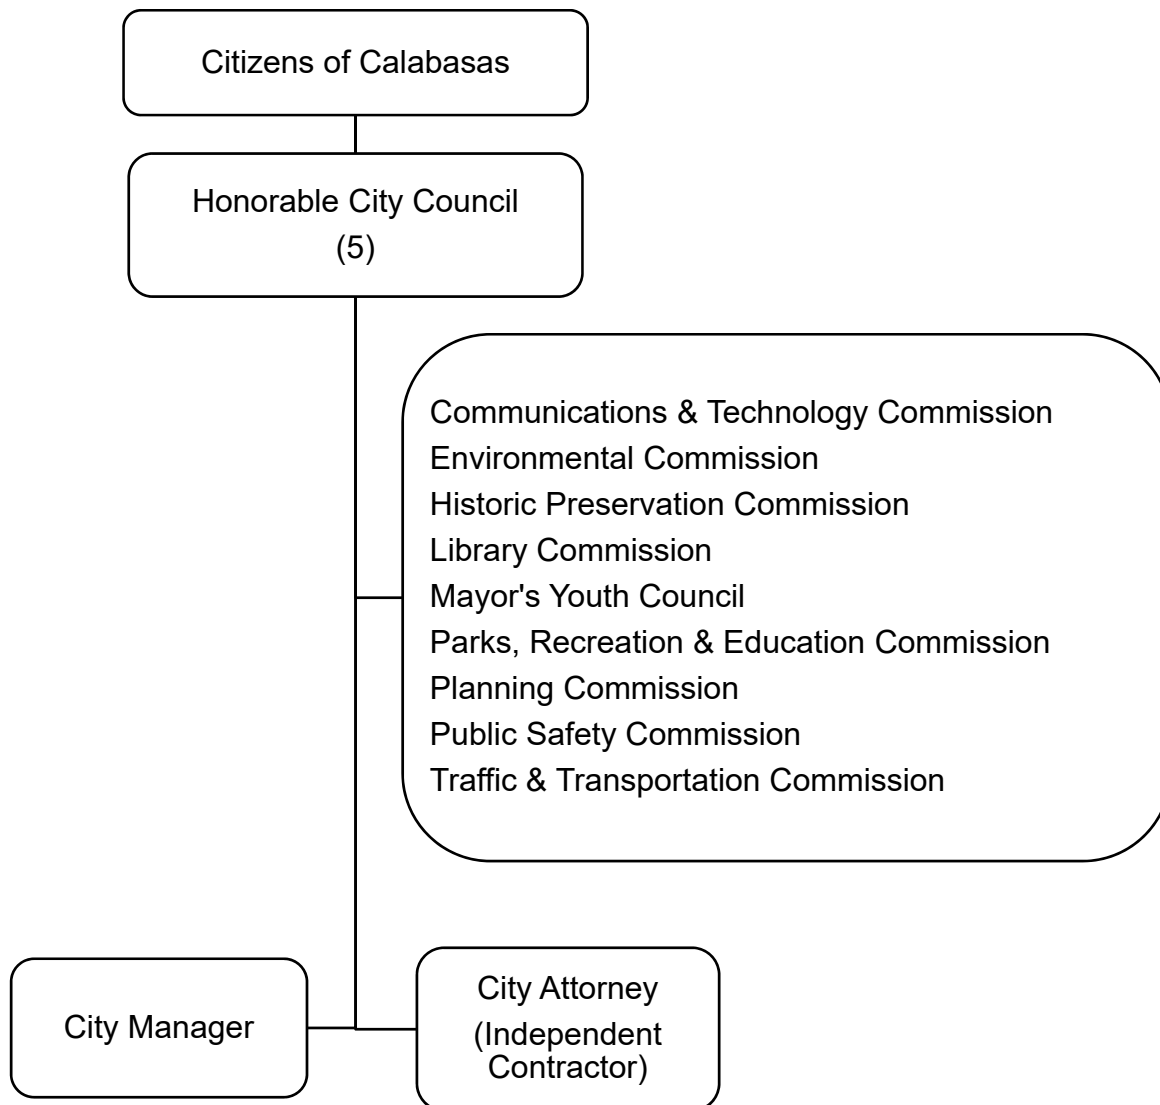 Citizens of Calabasas
Honorable City Council
(5)
Communications & Technology Commission
Environmental Commission
Historic Preservation Commission
Library Commission
Mayor's Youth Council
Parks, Recreation & Education Commission
Planning Commission
Public Safety Commission
Traffic & Transportation Commission
City Manager
City Attorney
(Independent
Contractor)